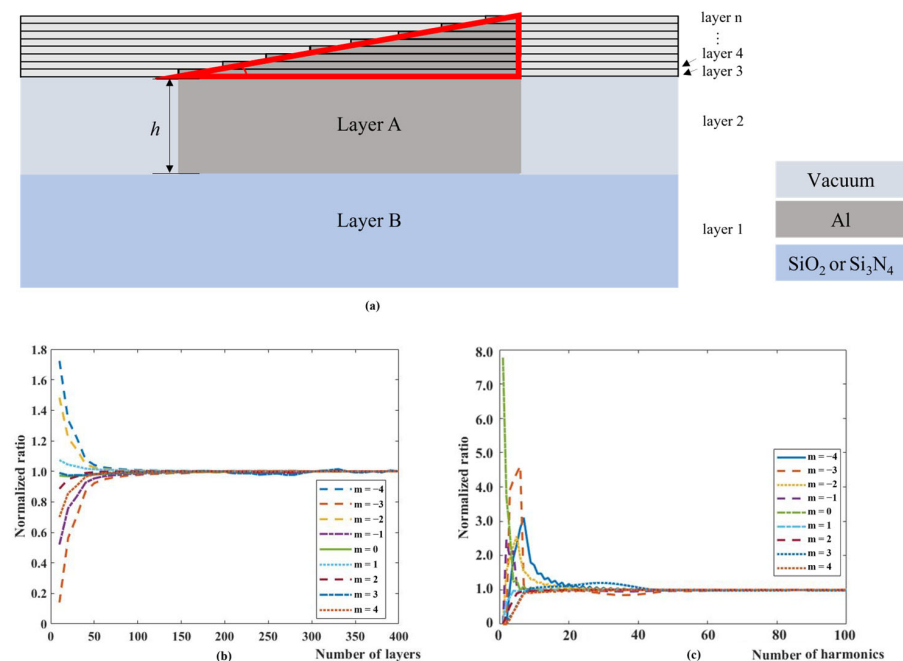 layer n
⋮
layer 4
layer 3
h
Layer A
layer 2
Layer B
layer 1
Vacuum
Al
SiO₂ or Si₃N₄
(a)
1.8
1.6
1.4
1.2
1.0
0.8
0.6
0.4
0.2
0
Normalized ratio
m = −4
m = −3
m = −2
m = −1
m = 0
m = 1
m = 2
m = 3
m = 4
0 50 100 150 200 250 300 350 400
(b) Number of layers
8.0
7.0
6.0
5.0
4.0
3.0
2.0
1.0
0.0
Normalized ratio
m = −4
m = −3
m = −2
m = −1
m = 0
m = 1
m = 2
m = 3
m = 4
0 20 40 60 80 100
(c) Number of harmonics